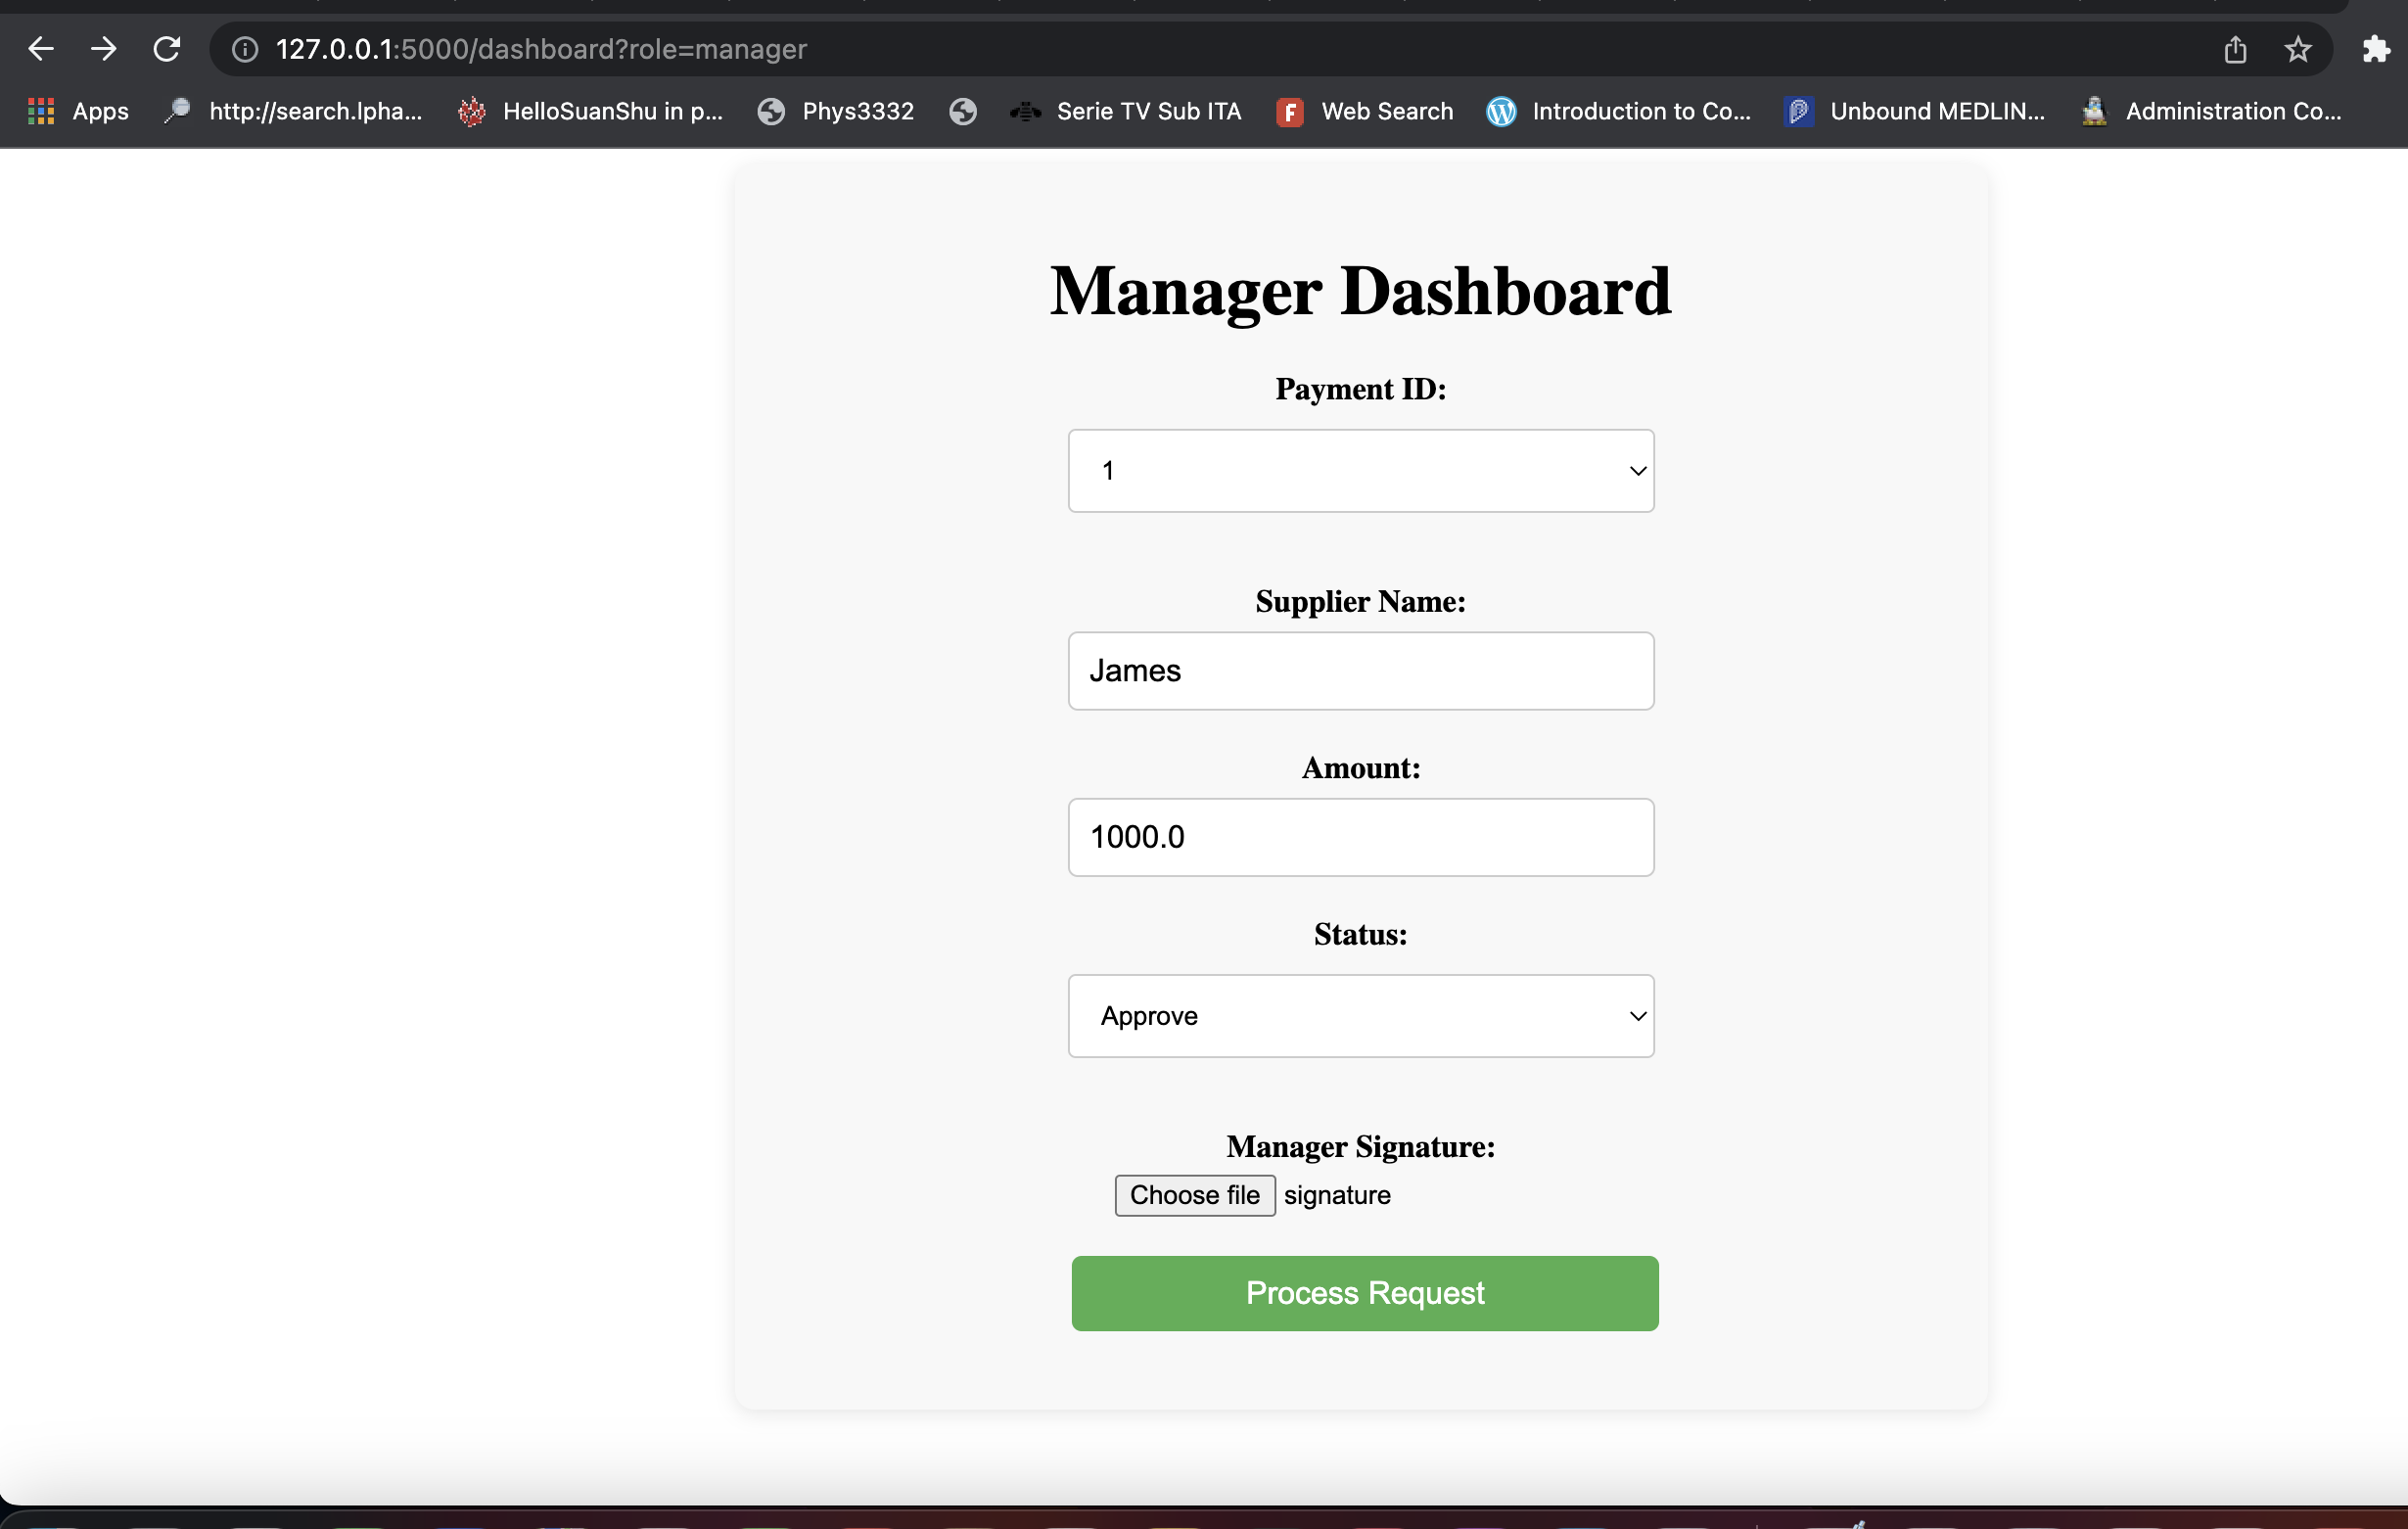 127.0.0.1:5000/dashboard?role=manager
Apps http://search.lpha... HelloSuanShu in p... Phys3332 Serie TV Sub ITA F Web Search Introduction to Co... Unbound MEDLIN... Administration Co...
Manager Dashboard
Payment ID:
1
Supplier Name:
James
Amount:
1000.0
Status:
Approve
Manager Signature:
Choose file signature
Process Request